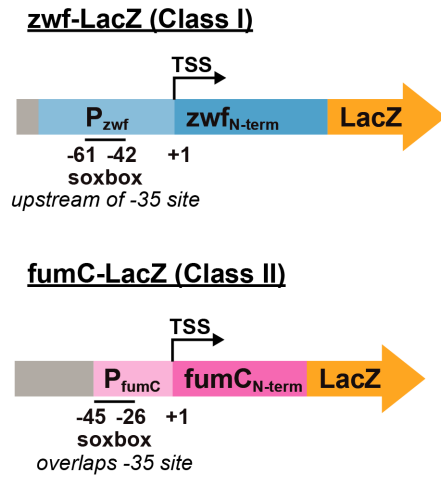 zwf-LacZ (Class I)
TSS
Pzwf zwfN-term LacZ
-61 -42 +1
soxbox
upstream of -35 site
fumC-LacZ (Class II)
TSS
PfumC fumCN-term LacZ
-45 -26 +1
soxbox
overlaps -35 site